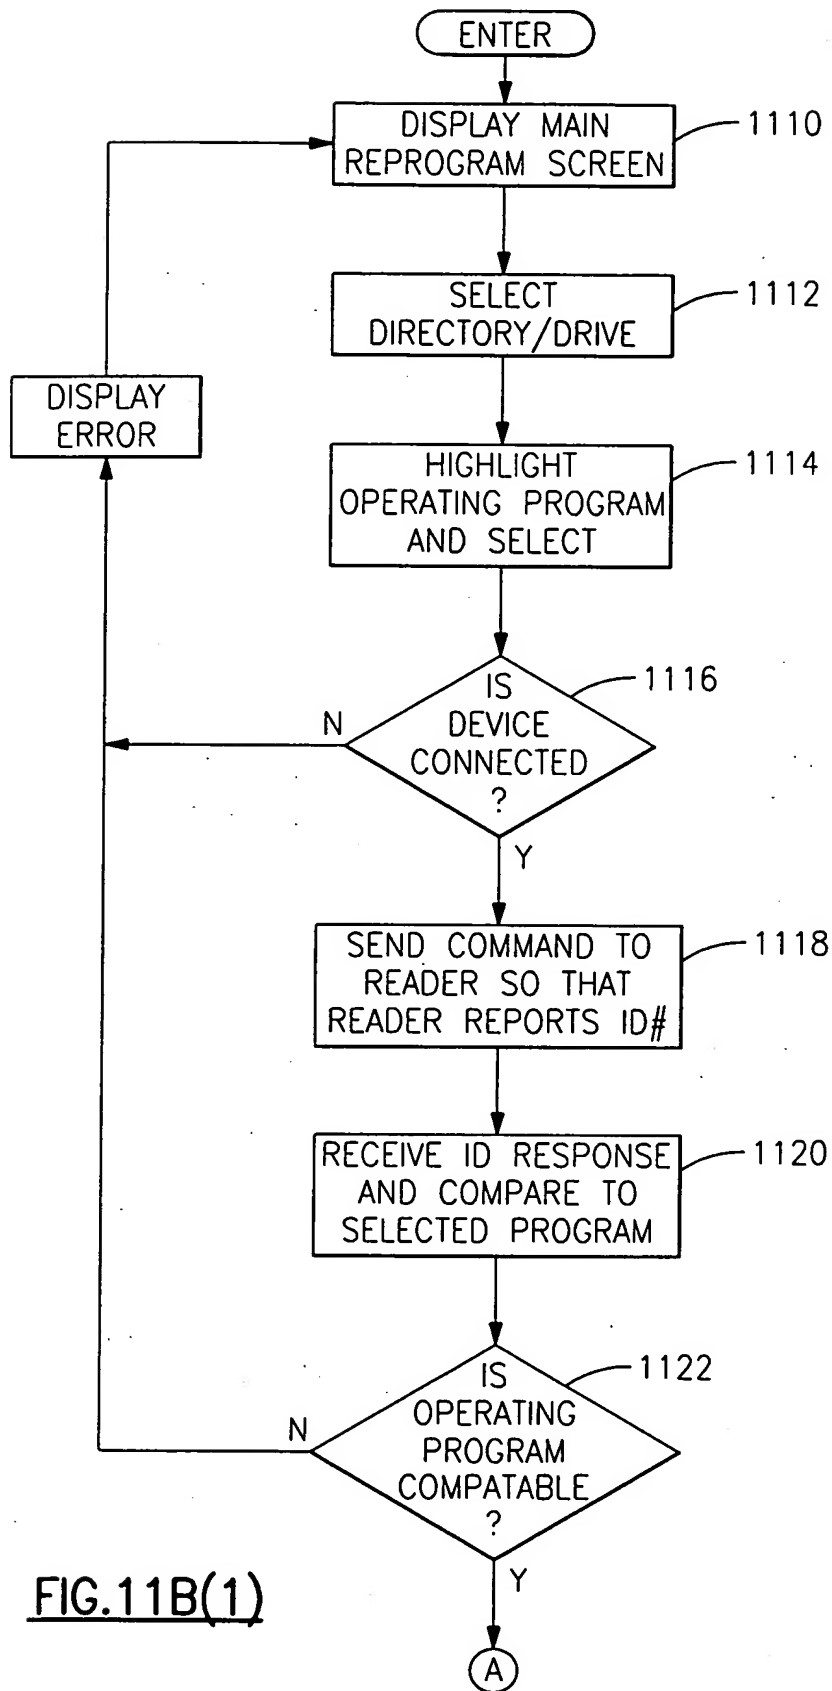 ENTER
DISPLAY MAN
REPROGRAM SCREEN
1110
SELECT
DIRECTORY/DRIVE
1112
DISPLAY
ERROR
HIGHLIGHT
OPERATING PROGRAM
AND SELECT
1114
IS
DEVICE
CONNECTED
?
1116
N
Y
SEND COMMAND TO
READER SO THAT
READER REPORTS ID#
1118
RECEIVE ID RESPONSE
AND COMPARE TO
SELECTED PROGRAM
1120
IS
OPERATING
PROGRAM
COMPATABLE
?
1122
N
Y
FIG.11B(1)
A